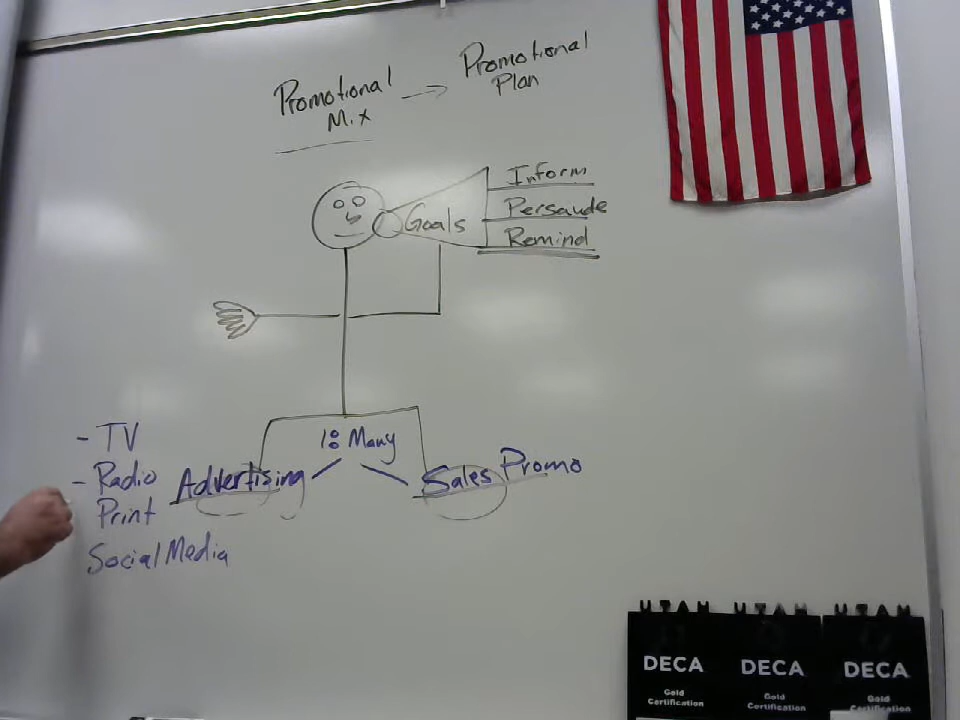 Promotional
Mix
Promotional
Plan
Goals
Inform
Persaude
Remind
1:Many
Advertising
Sales Promo
- TV
- Radio
Print
Social Media
UTAH
DECA
Gold
Certification
UTAH
DECA
Gold
Certification
UTAH
DECA
Gold
Certification